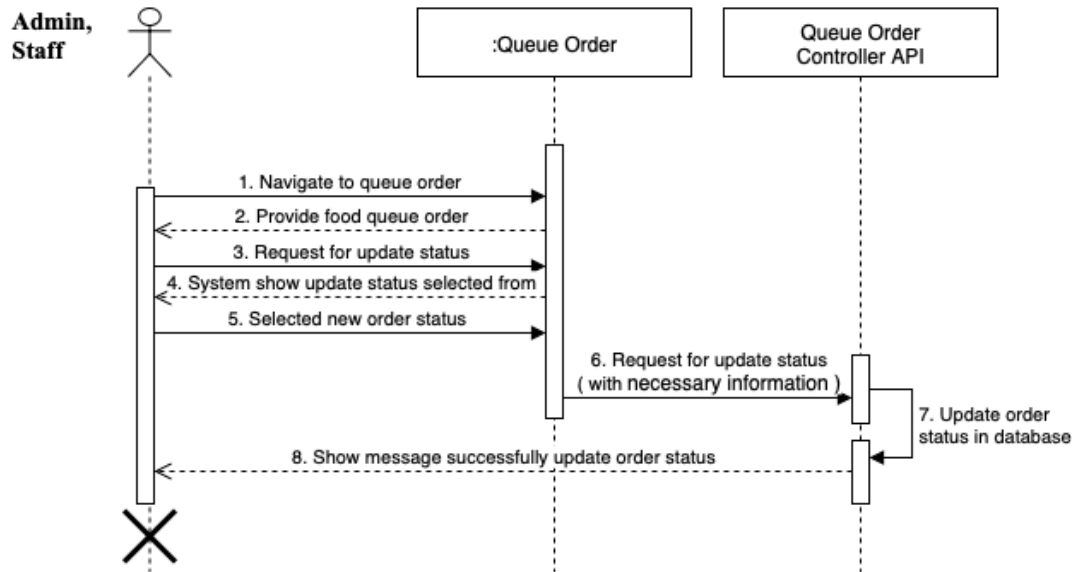 Admin,
Staff
:Queue Order
Queue Order
Controller API
1. Navigate to queue order
2. Provide food queue order
3. Request for update status
4. System show update status selected from
5. Selected new order status
6. Request for update status
( with necessary information )
7. Update order
status in database
8. Show message successfully update order status